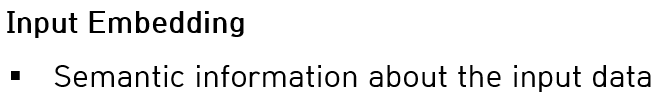 Input Embedding
▪ Semantic information about the input data